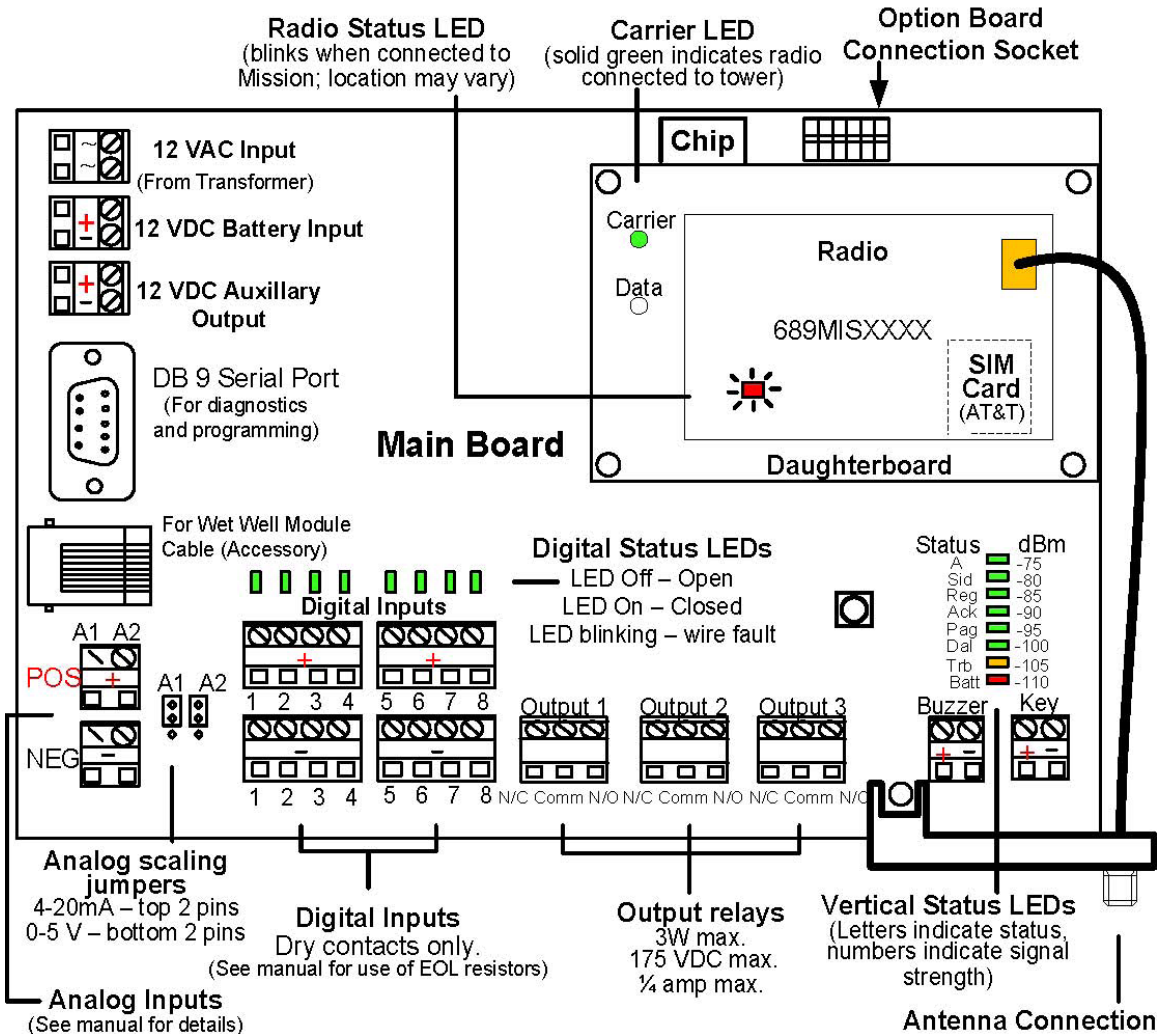 Radio Status LED
(blinks when connected to
Mission; location may vary)
Carrier LED
(solid green indicates radio
connected to tower)
Option Board
Connection Socket
Chip
12 VAC Input
(From Transformer)
~
~
+
–
12 VDC Battery Input
+
–
12 VDC Auxillary
Output
Carrier
Data
Radio
689MISXXXX
SIM
Card
(AT&T)
Daughterboard
DB 9 Serial Port
(For diagnostics
and programming)
Main Board
For Wet Well Module
Cable (Accessory)
Digital Status LEDs
LED Off – Open
LED On – Closed
LED blinking – wire fault
Digital Inputs
+ +
1 2 3 4 5 6 7 8
– –
1 2 3 4 5 6 7 8
A1 A2
POS
+
NEG
–
A1 A2
Status dBm
A -75
Sid -80
Reg -85
Ack -90
Pag -95
Dal -100
Trb -105
Batt -110
Output 1 Output 2 Output 3
N/C Comm N/O N/C Comm N/O N/C Comm N/O
Buzzer Key
+ – + –
Analog scaling
jumpers
4-20mA – top 2 pins
0-5 V – bottom 2 pins
Digital Inputs
Dry contacts only.
(See manual for use of EOL resistors)
Output relays
3W max.
175 VDC max.
¼ amp max.
Vertical Status LEDs
(Letters indicate status,
numbers indicate signal
strength)
Analog Inputs
(See manual for details)
Antenna Connection